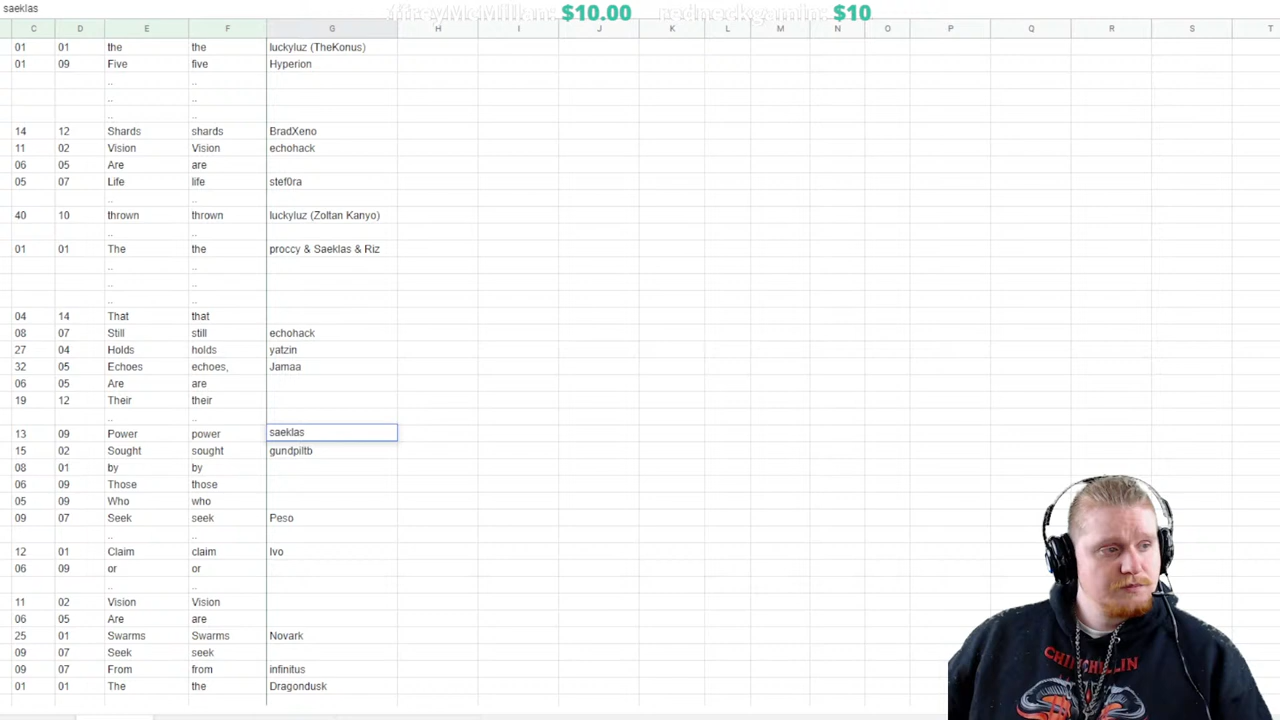 saeklas
$10.00 redneckgamin: $10
C D E F G H I J K L M N O P Q R S T
01 01 the the luckyluz (TheKonus)
01 09 Five five Hyperion
.. ..
.. ..
.. ..
14 12 Shards shards BradXeno
11 02 Vision Vision echohack
06 05 Are are
05 07 Life life stef0ra
.. ..
40 10 thrown thrown luckyluz (Zoltan Kanyo)
.. ..
01 01 The the proccy & Saeklas & Riz
.. ..
.. ..
.. ..
04 14 That that
08 07 Still still echohack
27 04 Holds holds yatzin
32 05 Echoes echoes, Jamaa
06 05 Are are
19 12 Their their
.. ..
13 09 Power power saeklas
15 02 Sought sought gundpiltb
08 01 by by
06 09 Those those
05 09 Who who
09 07 Seek seek Peso
.. ..
12 01 Claim claim Ivo
06 09 or or
.. ..
11 02 Vision Vision
06 05 Are are
25 01 Swarms Swarms Novark
09 07 Seek seek
09 07 From from infinitus
01 01 The the Dragondusk